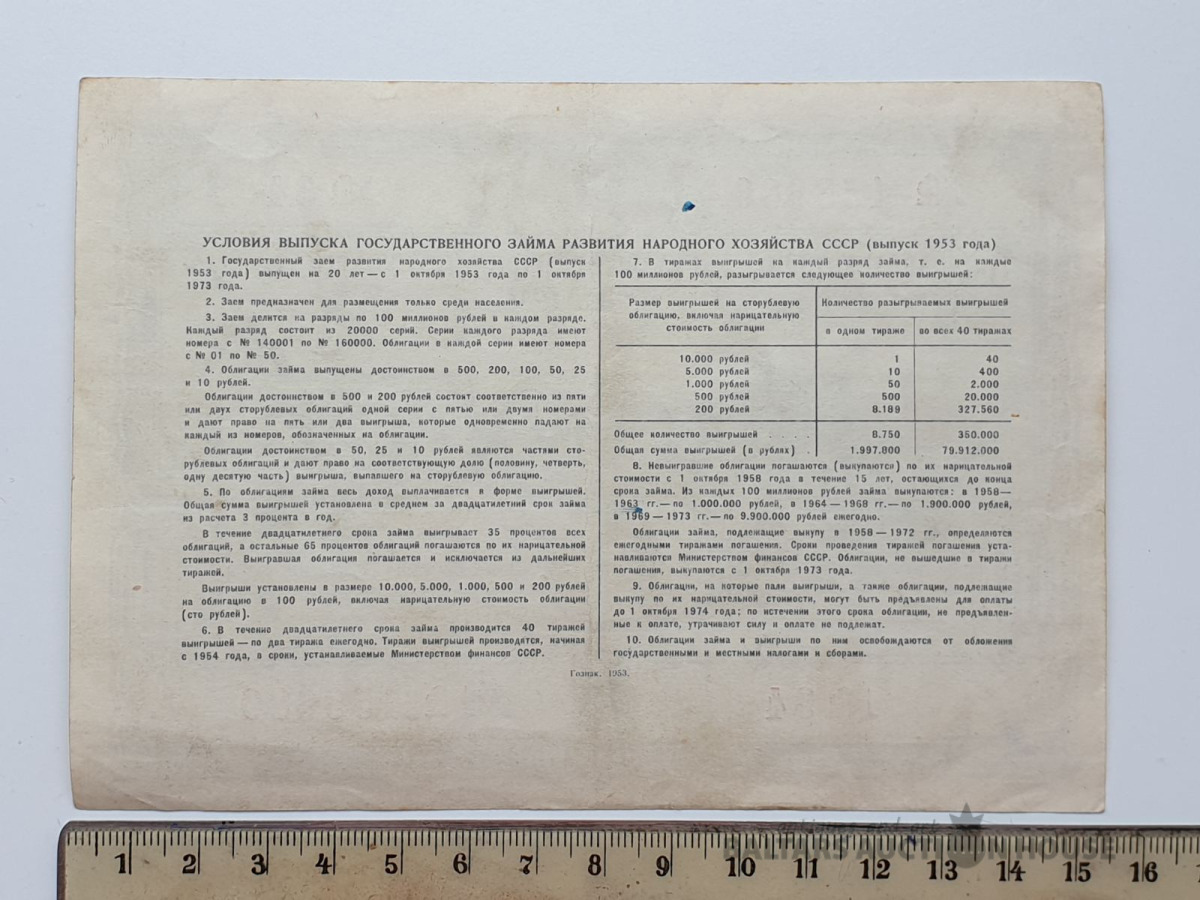 УСЛОВИЯ ВЫПУСКА ГОСУДАРСТВЕННОГО ЗАЙМА РАЗВИТИЯ НАРОДНОГО ХОЗЯЙСТВА СССР (выпуск 1953 года)
1. Государственный заем развития народного хозяйства СССР (выпуск
1953 года) выпущен на 20 лет — с 1 октября 1953 года по 1 октября
1973 года.
2. Заем предназначен для размещения только среди населения.
3. Заем делится на разряды по 100 миллионов рублей в каждом разряде.
Каждый разряд состоит из 20000 серий. Серии каждого разряда имеют
номера с № 140001 по № 160000. Облигации в каждой серии имеют номера
с № 01 по № 50.
4. Облигации займа выпущены достоинством в 500, 200, 100, 50, 25
и 10 рублей.
Облигации достоинством в 500 и 200 рублей состоят соответственно из пяти
или двух сторублевых облигаций одной серии с пятью или двумя номерами
и дают право на пять или два выигрыша, которые одновременно падают на
каждый из номеров, обозначенных на облигации.
Облигации достоинством в 50, 25 и 10 рублей являются частями сто-
рублевых облигаций и дают право на соответствующую долю (половину, четверть,
одну десятую часть) выигрыша, выпавшего на сторублевую облигацию.
5. По облигациям займа весь доход выплачивается в форме выигрышей.
Общая сумма выигрышей установлена в среднем за двадцатилетний срок займа
из расчета 3 процента в год.
В течение двадцатилетнего срока займа выигрывает 35 процентов всех
облигаций, а остальные 65 процентов облигаций погашаются по их нарицательной
стоимости. Выигравшая облигация погашается и исключается из дальнейших
тиражей.
Выигрыши установлены в размере 10.000, 5.000, 1.000, 500 и 200 рублей
на облигацию в 100 рублей, включая нарицательную стоимость облигации
(сто рублей).
6. В течение двадцатилетнего срока займа производится 40 тиражей
выигрышей — по два тиража ежегодно. Тиражи выигрышей производятся, начиная
с 1954 года, в сроки, устанавливаемые Министерством финансов СССР.
7. В тиражах выигрышей на каждый разряд займа, т. е. на каждые
100 миллионов рублей, разыгрывается следующее количество выигрышей:
Размер выигрышей на сторублевую облигацию, включая нарицательную стоимость облигации
Количество разыгрываемых выигрышей
в одном тираже во всех 40 тиражах
10.000 рублей 1 40
5.000 рублей 10 400
1.000 рублей 50 2.000
500 рублей 500 20.000
200 рублей 8.189 327.560
Общее количество выигрышей . . . . 8.750 350.000
Общая сумма выигрышей (в рублях) . 1.997.800 79.912.000
8. Невыигравшие облигации погашаются (выкупаются) по их нарицательной
стоимости с 1 октября 1958 года в течение 15 лет, остающихся до конца
срока займа. Из каждых 100 миллионов рублей займа выкупаются: в 1958—
1963 гг.— по 1.000.000 рублей, в 1964 — 1968 гг.— по 1.900.000 рублей,
в 1969 — 1973 гг.— по 9.900.000 рублей ежегодно.
Облигации займа, подлежащие выкупу в 1958 — 1972 гг., определяются
ежегодными тиражами погашения. Сроки проведения тиражей погашения уста-
навливаются Министерством финансов СССР. Облигации, не вышедшие в тиражи
погашения, выкупаются с 1 октября 1973 года.
9. Облигации, на которые пали выигрыши, а также облигации, подлежащие
выкупу по их нарицательной стоимости, могут быть предъявлены для оплаты
до 1 октября 1974 года; по истечении этого срока облигации, не предъявлен-
ные к оплате, утрачивают силу и оплате не подлежат.
10. Облигации займа и выигрыши по ним освобождаются от обложения
государственными и местными налогами и сборами.
Гознак. 1953.
1 2 3 4 5 6 7 8 9 10 11 12 13 14 15 16
BALTARS AUCTION HOUSE